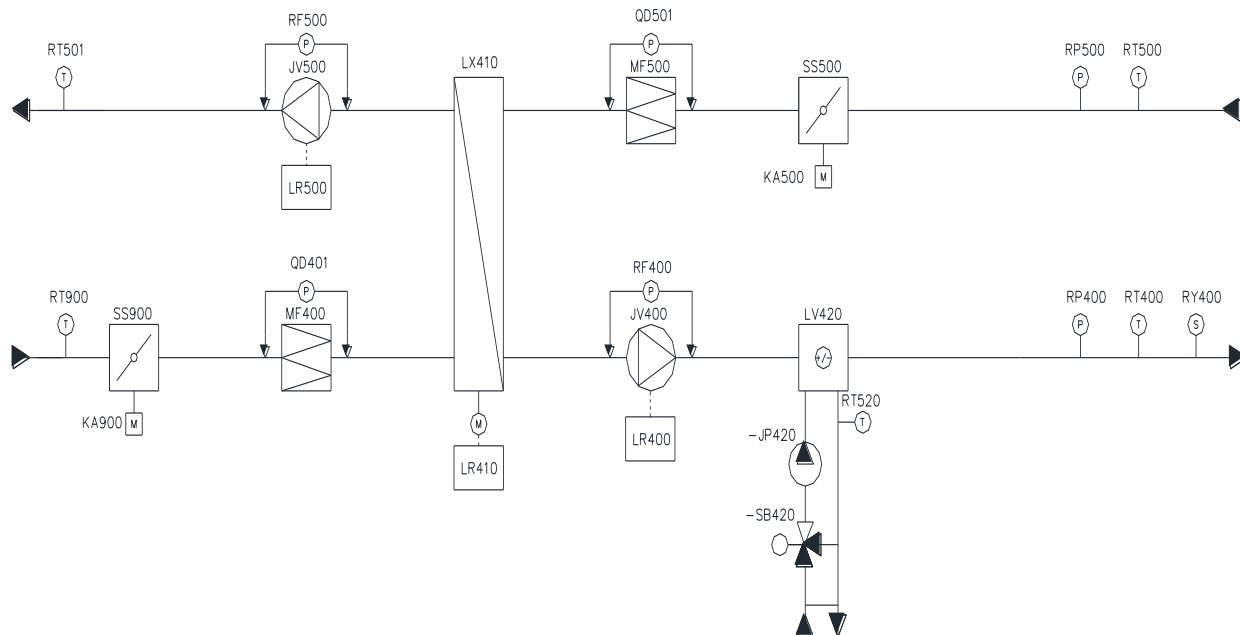 RF500
QD501
RT501
P
JV500
LX410
P
MF500
SS500
RP500
RT500
T
P
T
LR500
KA500
M
RT900
SS900
QD401
RF400
RP400
RT400
RY400
T
P
MF400
P
JV400
LV420
P
T
S
+/-
KA900
M
M
LR400
RT520
T
LR410
-JP420
-SB420